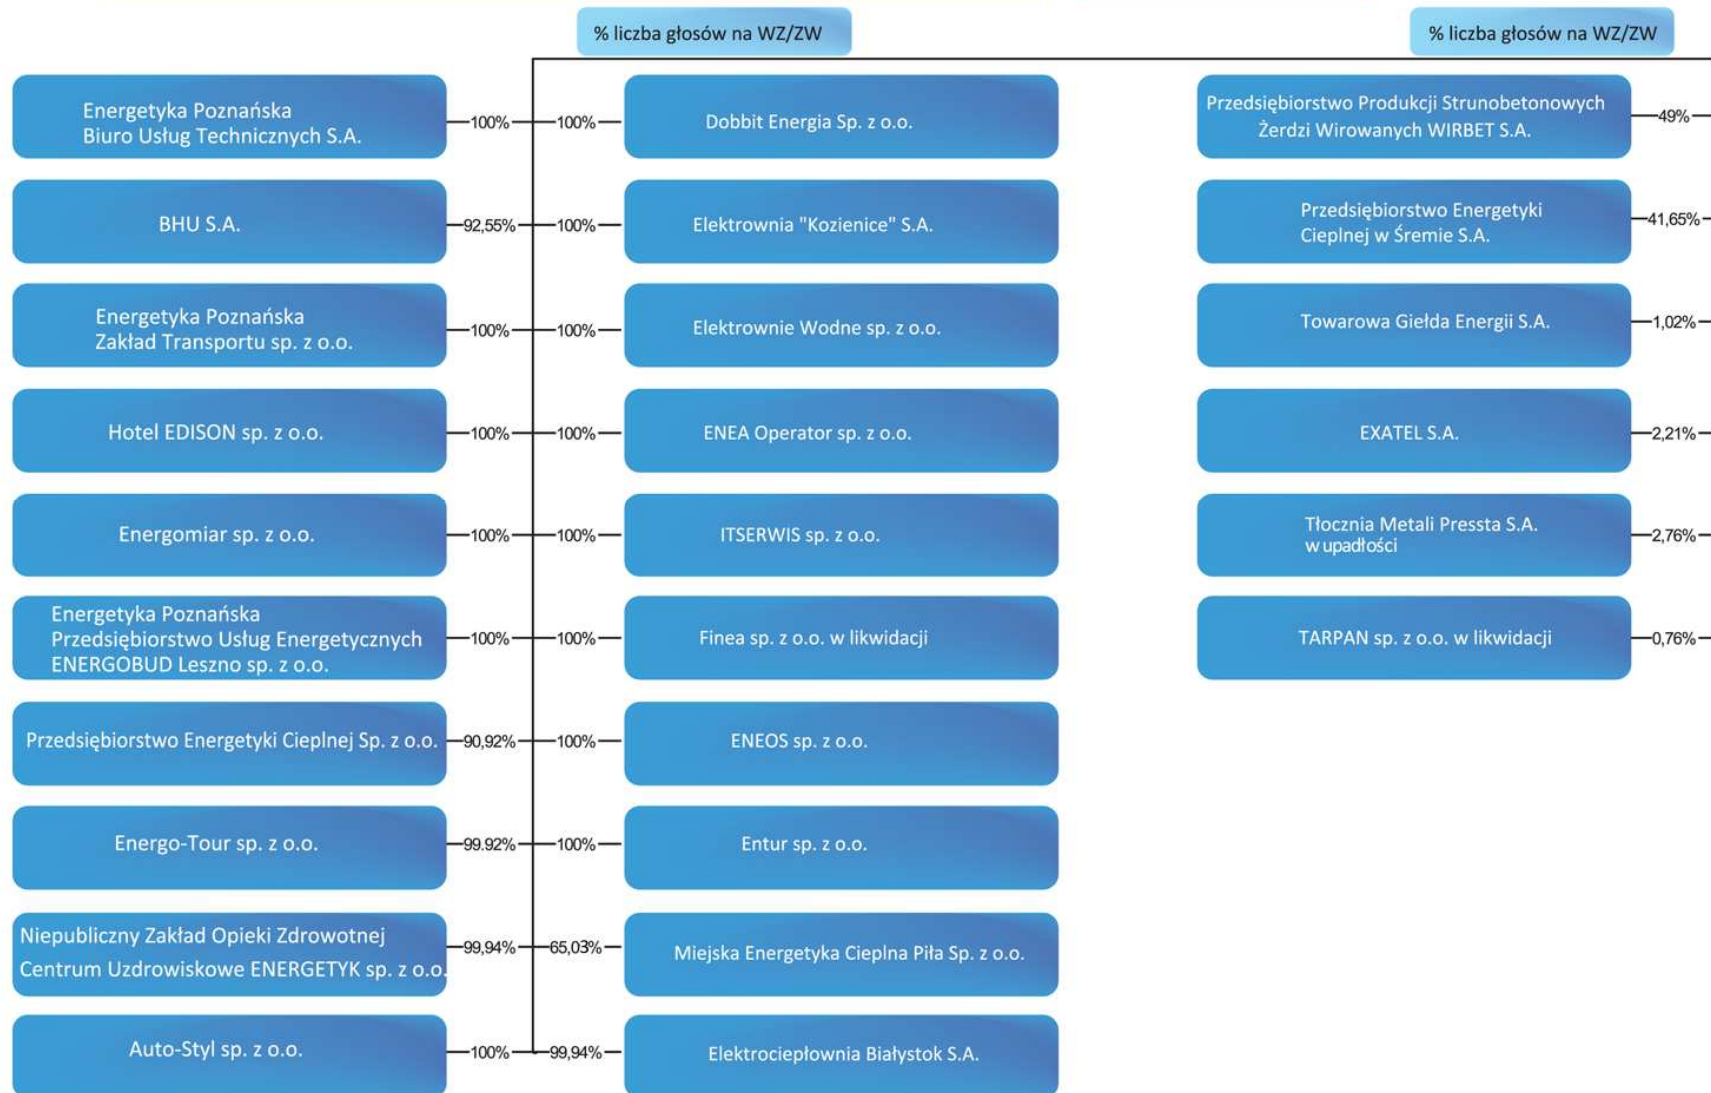 % liczba głosów na WZ/ZW
% liczba głosów na WZ/ZW
Energetyka Poznańska
Biuro Usług Technicznych S.A.
100%
100%
Dobbit Energia Sp. z o.o.
Przedsiębiorstwo Produkcji Strunobetonowych
Żerdzi Wirowanych WIRBET S.A.
49%
BHU S.A.
92,55%
100%
Elektrownia "Kozienice" S.A.
Przedsiębiorstwo Energetyki
Cieplnej w Śremie S.A.
41,65%
Energetyka Poznańska
Zakład Transportu sp. z o.o.
100%
100%
Elektrownie Wodne sp. z o.o.
Towarowa Giełda Energii S.A.
1,02%
Hotel EDISON sp. z o.o.
100%
100%
ENEA Operator sp. z o.o.
EXATEL S.A.
2,21%
Energomiar sp. z o.o.
100%
100%
ITSERWIS sp. z o.o.
Tłocznia Metali Pressta S.A.
w upadłości
2,76%
Energetyka Poznańska
Przedsiębiorstwo Usług Energetycznych
ENERGOBUD Leszno sp. z o.o.
100%
100%
Finea sp. z o.o. w likwidacji
TARPAN sp. z o.o. w likwidacji
0,76%
Przedsiębiorstwo Energetyki Cieplnej Sp. z o.o.
90,92%
100%
ENEOS sp. z o.o.
Energo-Tour sp. z o.o.
99.92%
100%
Entur sp. z o.o.
Niepubliczny Zakład Opieki Zdrowotnej
Centrum Uzdrowiskowe ENERGETYK sp. z o.o.
99,94%
65,03%
Miejska Energetyka Cieplna Piła Sp. z o.o.
Auto-Styl sp. z o.o.
100%
99,94%
Elektrociepłownia Białystok S.A.